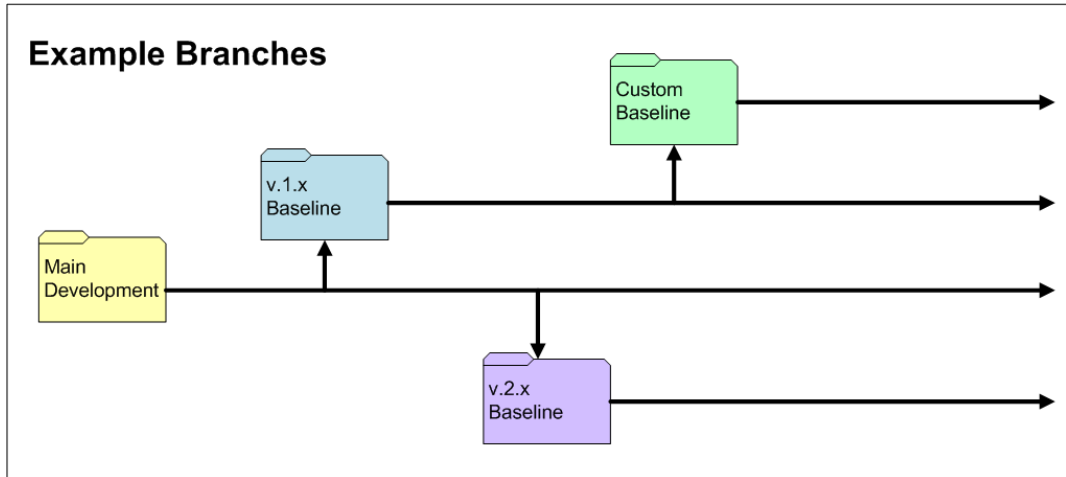 Example Branches
Custom
Baseline
v.1.x
Baseline
Main
Development
v.2.x
Baseline